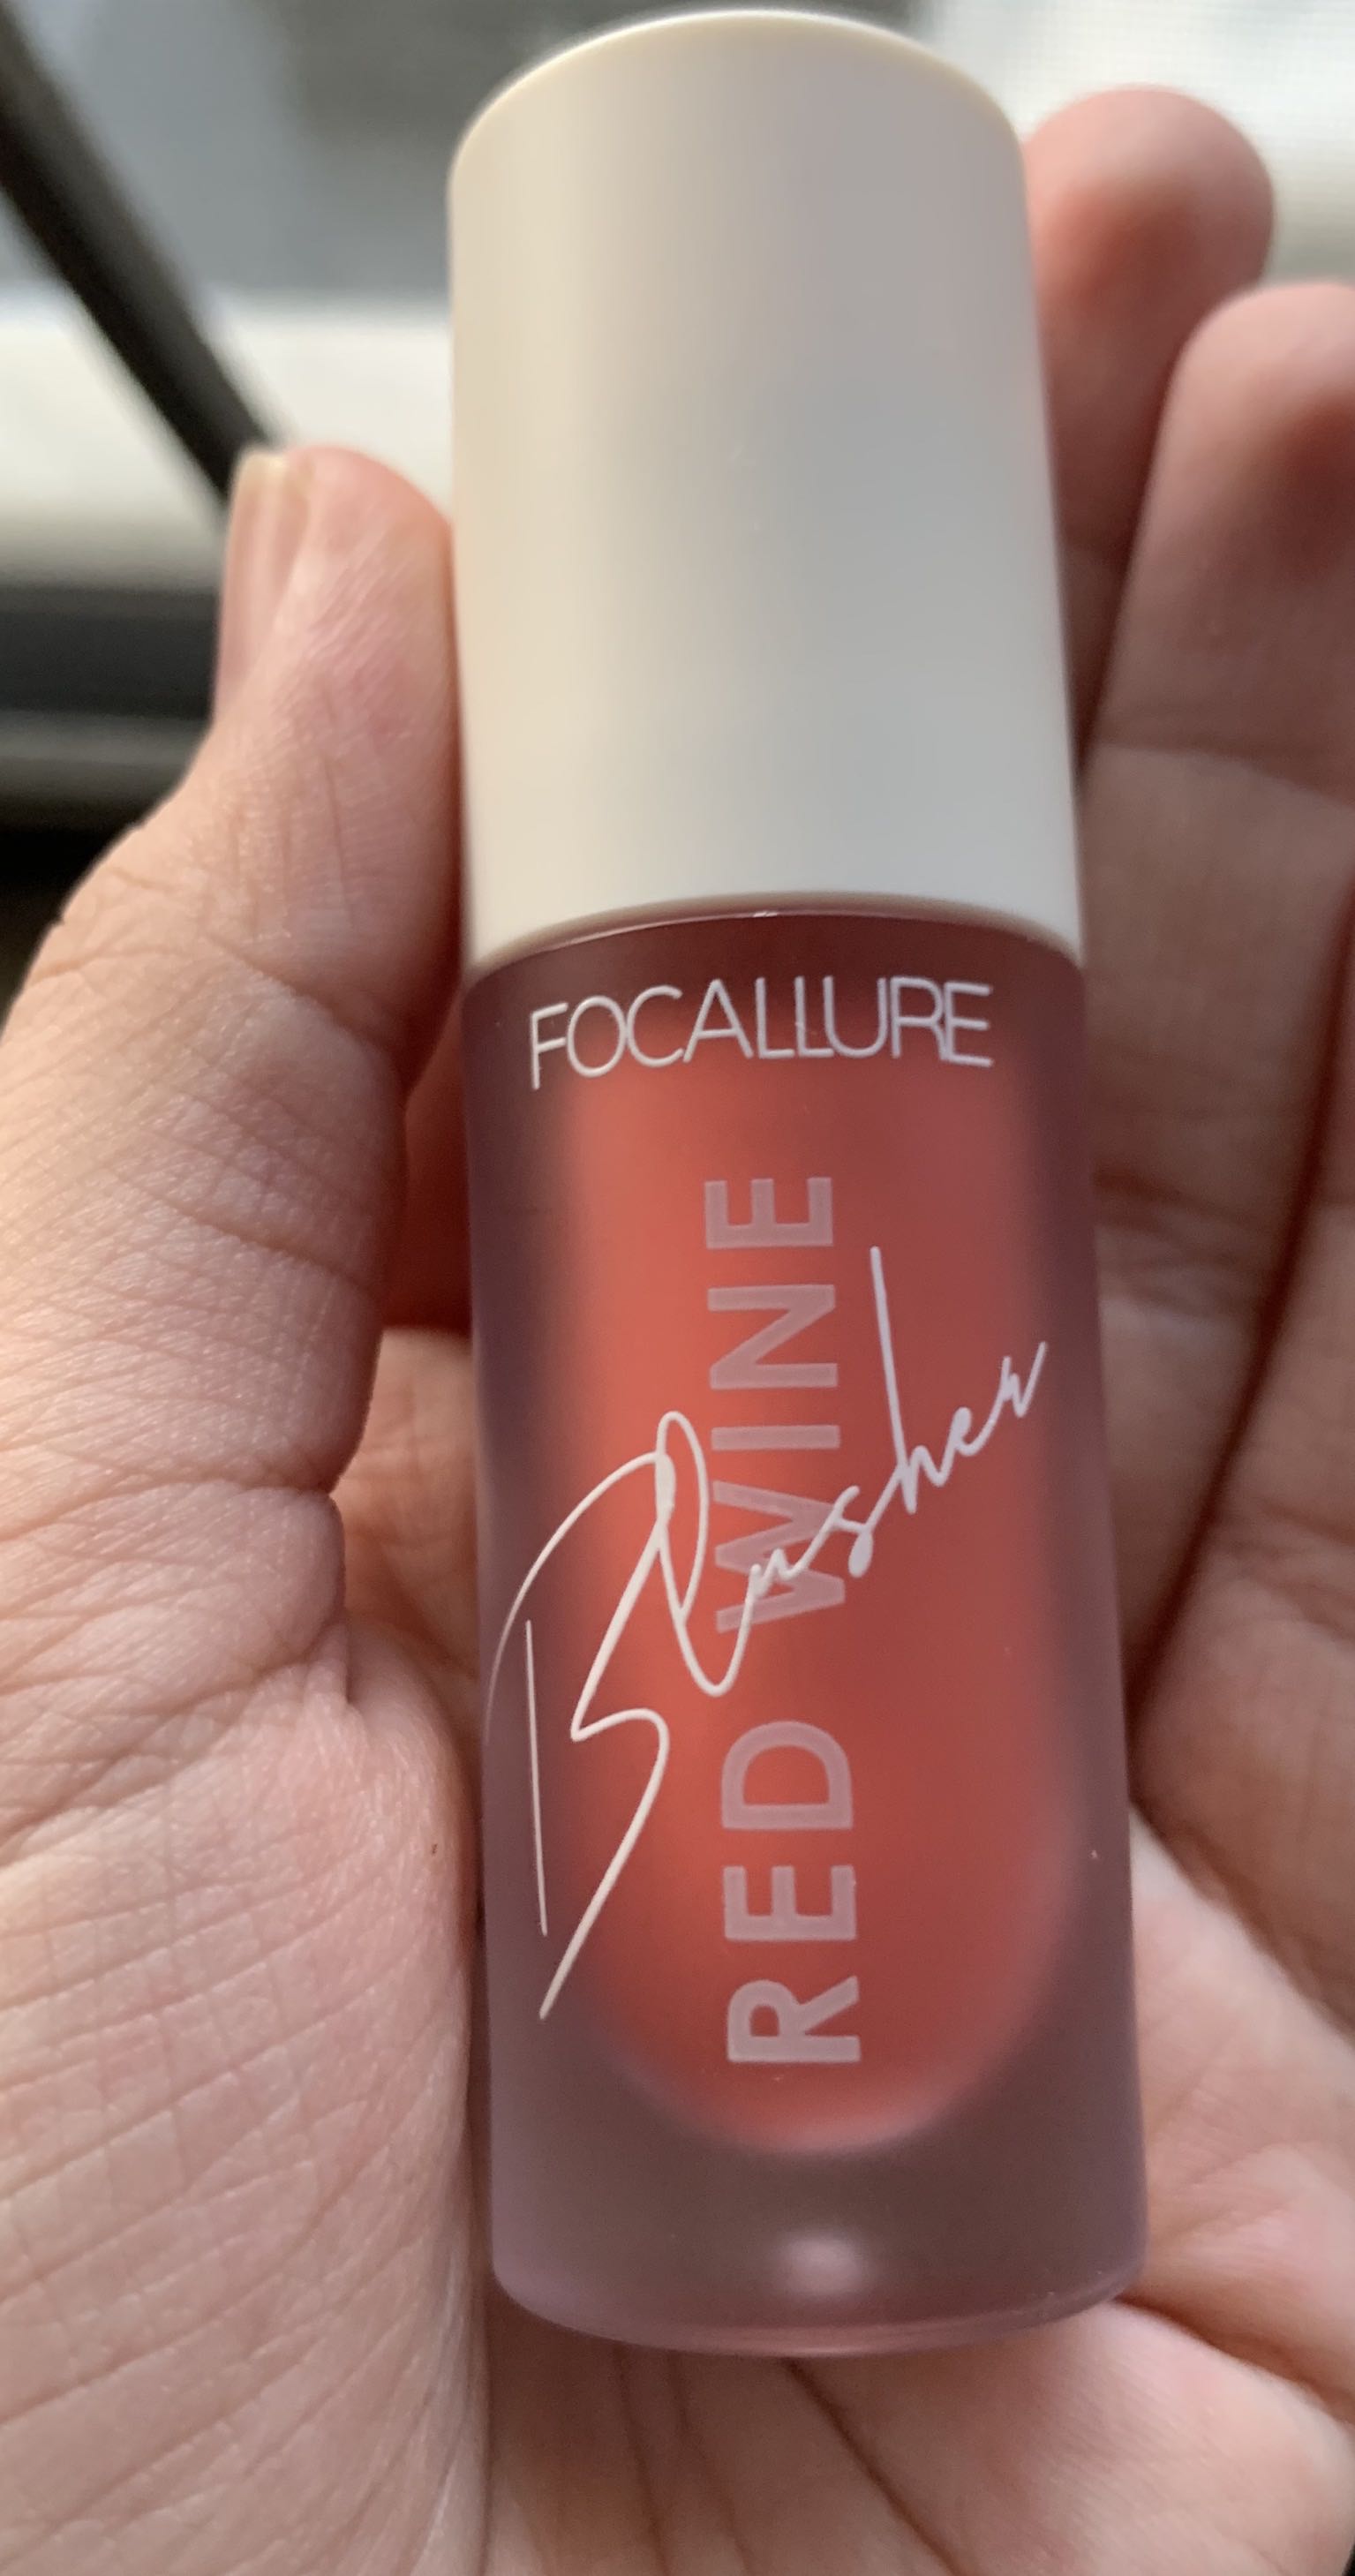 FOCALLURE
RED WINE
Blusher